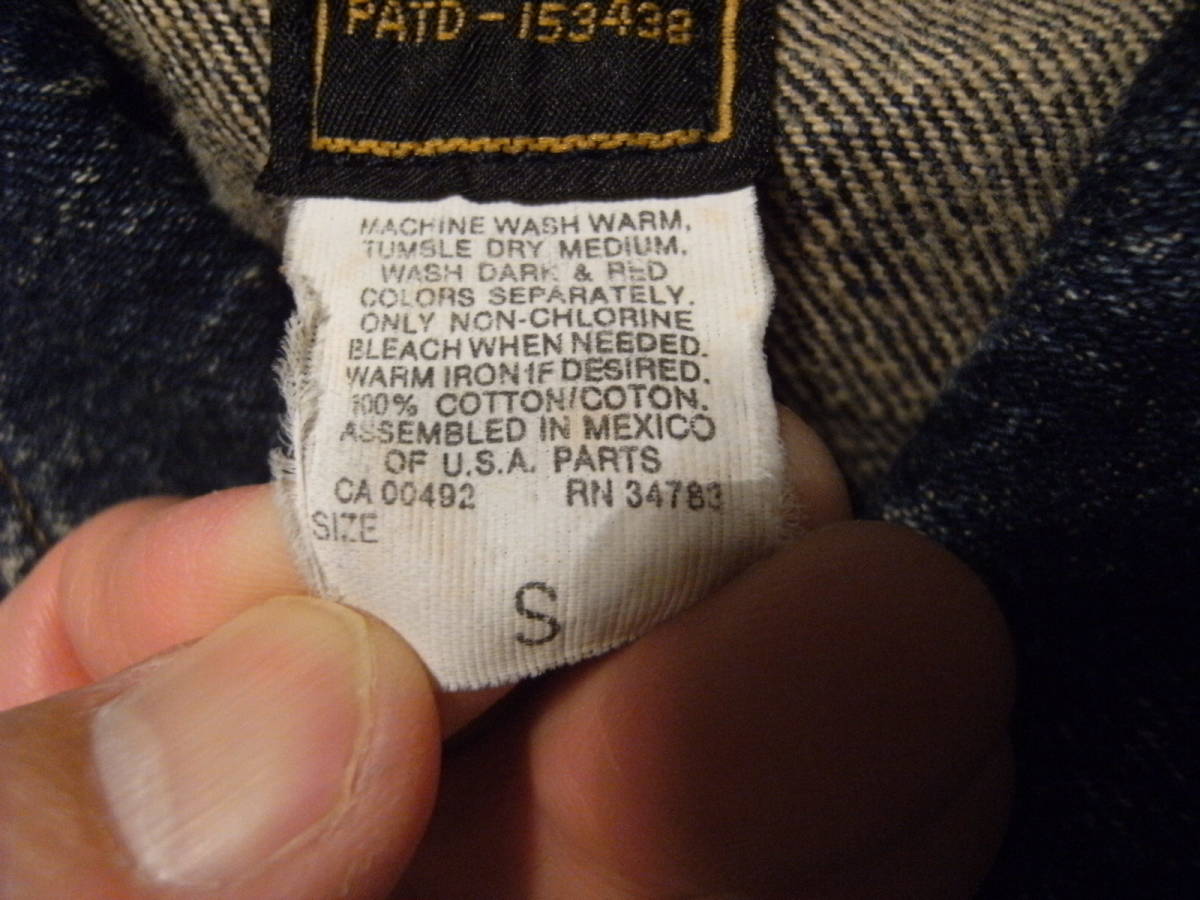 PATD-153438
MACHINE WASH WARM.
TUMBLE DRY MEDIUM.
WASH DARK & RED
COLORS SEPARATELY.
ONLY NON-CHLORINE
BLEACH WHEN NEEDED.
WARM IRON IF DESIRED.
100% COTTON/COTON.
ASSEMBLED IN MEXICO
OF U.S.A. PARTS
CA 00492 RN 34783
SIZE
S